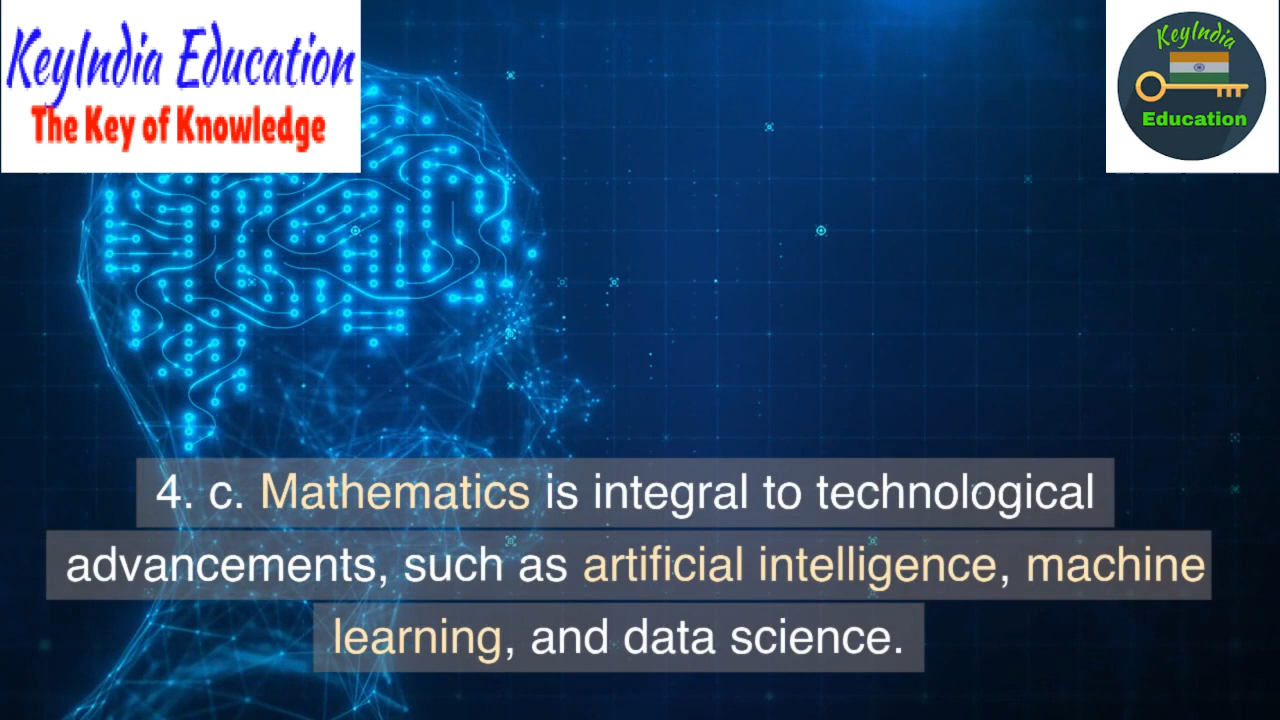 KeyIndia Education
The Key of Knowledge
KeyIndia
Education
4. c. Mathematics is integral to technological
advancements, such as artificial intelligence, machine
learning, and data science.